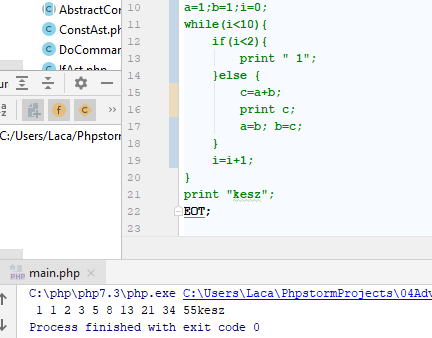 AbstractCor
ConstAst.ph
DoComman
IfAst.php
ur
C:/Users/Laca/Phpstorm
10 a=1;b=1;i=0;
11 while(i<10){
12 if(i<2){
13 print " 1";
14 }else {
15 c=a+b;
16 print c;
17 a=b; b=c;
18 }
19 i=i+1;
20 }
21 print "kesz";
22 EOT;
23
main.php
C:\php\php7.3\php.exe C:\Users\Laca\PhpstormProjects\04Adv
1 1 2 3 5 8 13 21 34 55kesz
Process finished with exit code 0